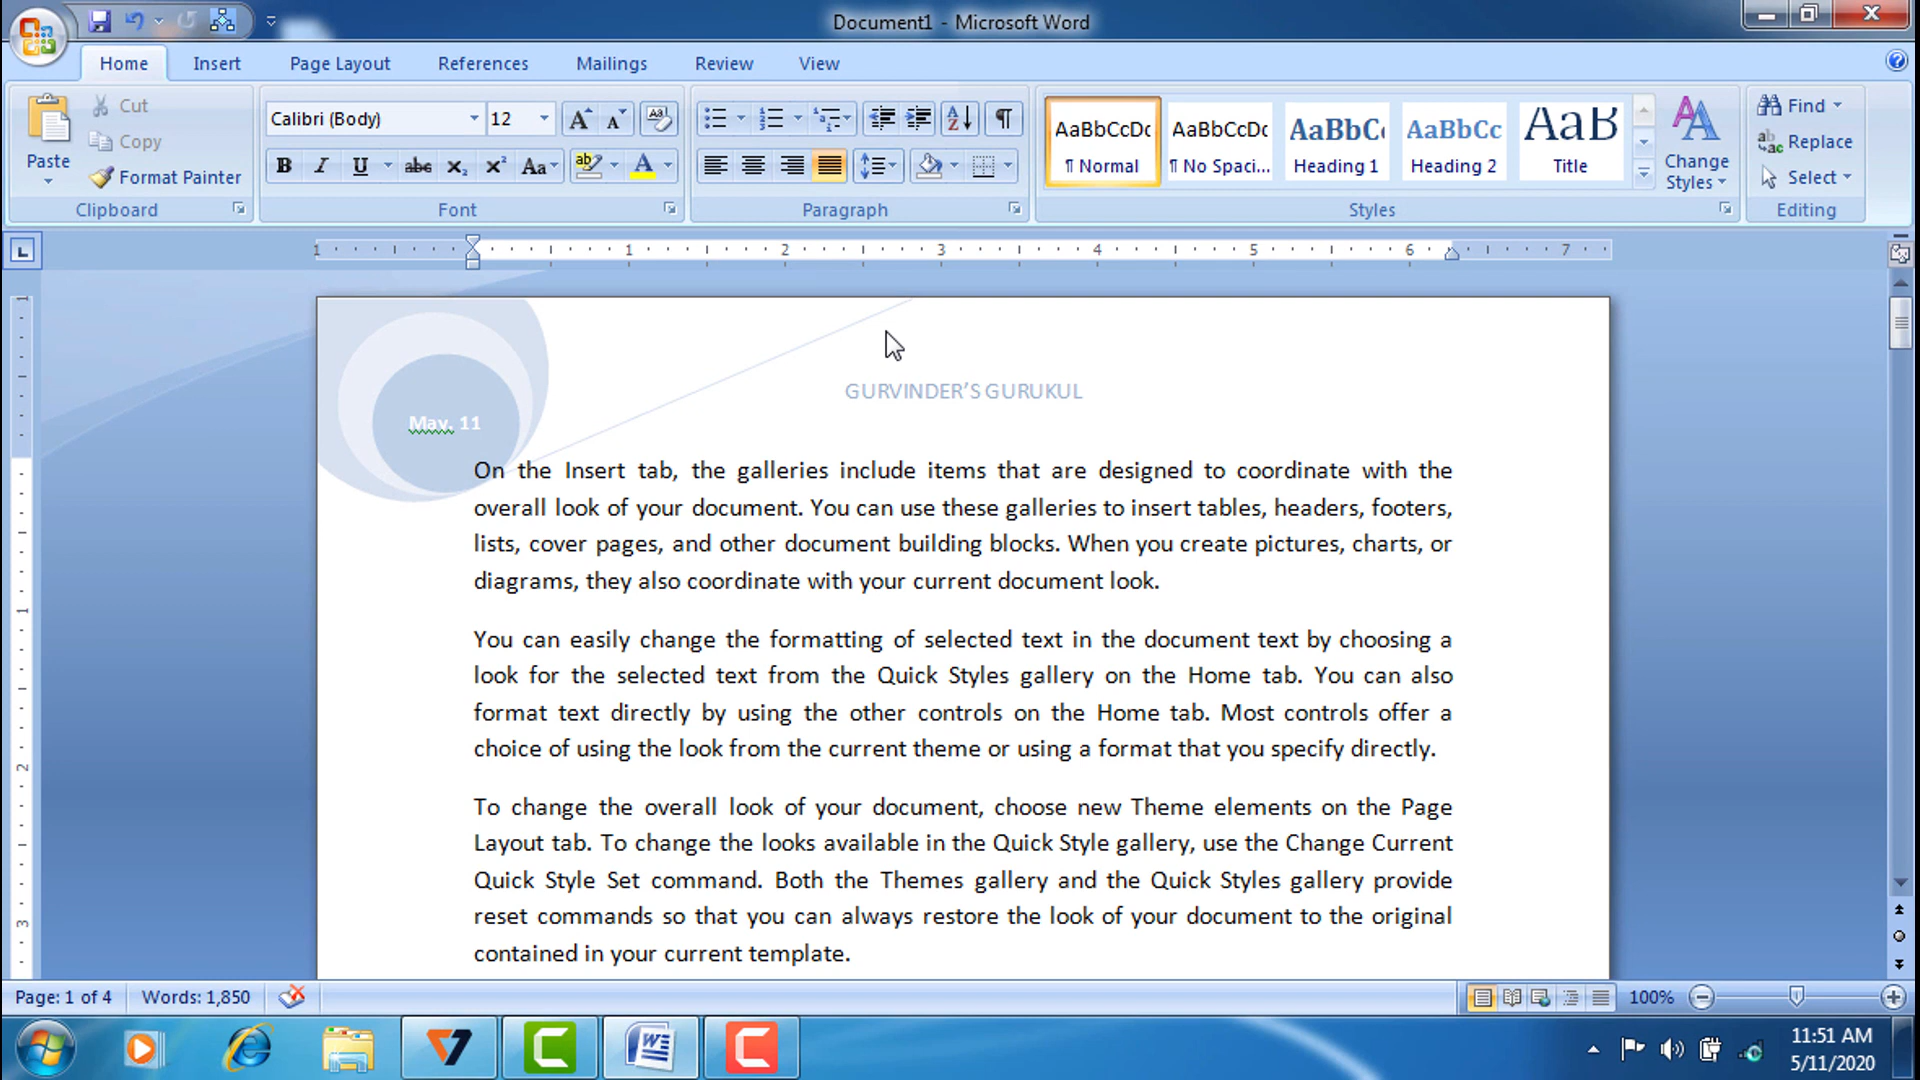 Document1 - Microsoft Word
Home Insert Page Layout References Mailings Review View
Paste
Cut
Copy
Format Painter
Clipboard
Calibri (Body) 12
B I U abc x₂ x² Aa ab A
Font
Paragraph
AaBbCcDc AaBbCcDc AaBbC AaBbCc AaB
¶ Normal ¶ No Spaci... Heading 1 Heading 2 Title
Change Styles
Styles
Find
Replace
Select
Editing
1 1 2 3 4 5 6 7
GURVINDER’S GURUKUL
May. 11
On the Insert tab, the galleries include items that are designed to coordinate with the
overall look of your document. You can use these galleries to insert tables, headers, footers,
lists, cover pages, and other document building blocks. When you create pictures, charts, or
diagrams, they also coordinate with your current document look.
You can easily change the formatting of selected text in the document text by choosing a
look for the selected text from the Quick Styles gallery on the Home tab. You can also
format text directly by using the other controls on the Home tab. Most controls offer a
choice of using the look from the current theme or using a format that you specify directly.
To change the overall look of your document, choose new Theme elements on the Page
Layout tab. To change the looks available in the Quick Style gallery, use the Change Current
Quick Style Set command. Both the Themes gallery and the Quick Styles gallery provide
reset commands so that you can always restore the look of your document to the original
contained in your current template.
Page: 1 of 4 Words: 1,850 100%
11:51 AM
5/11/2020